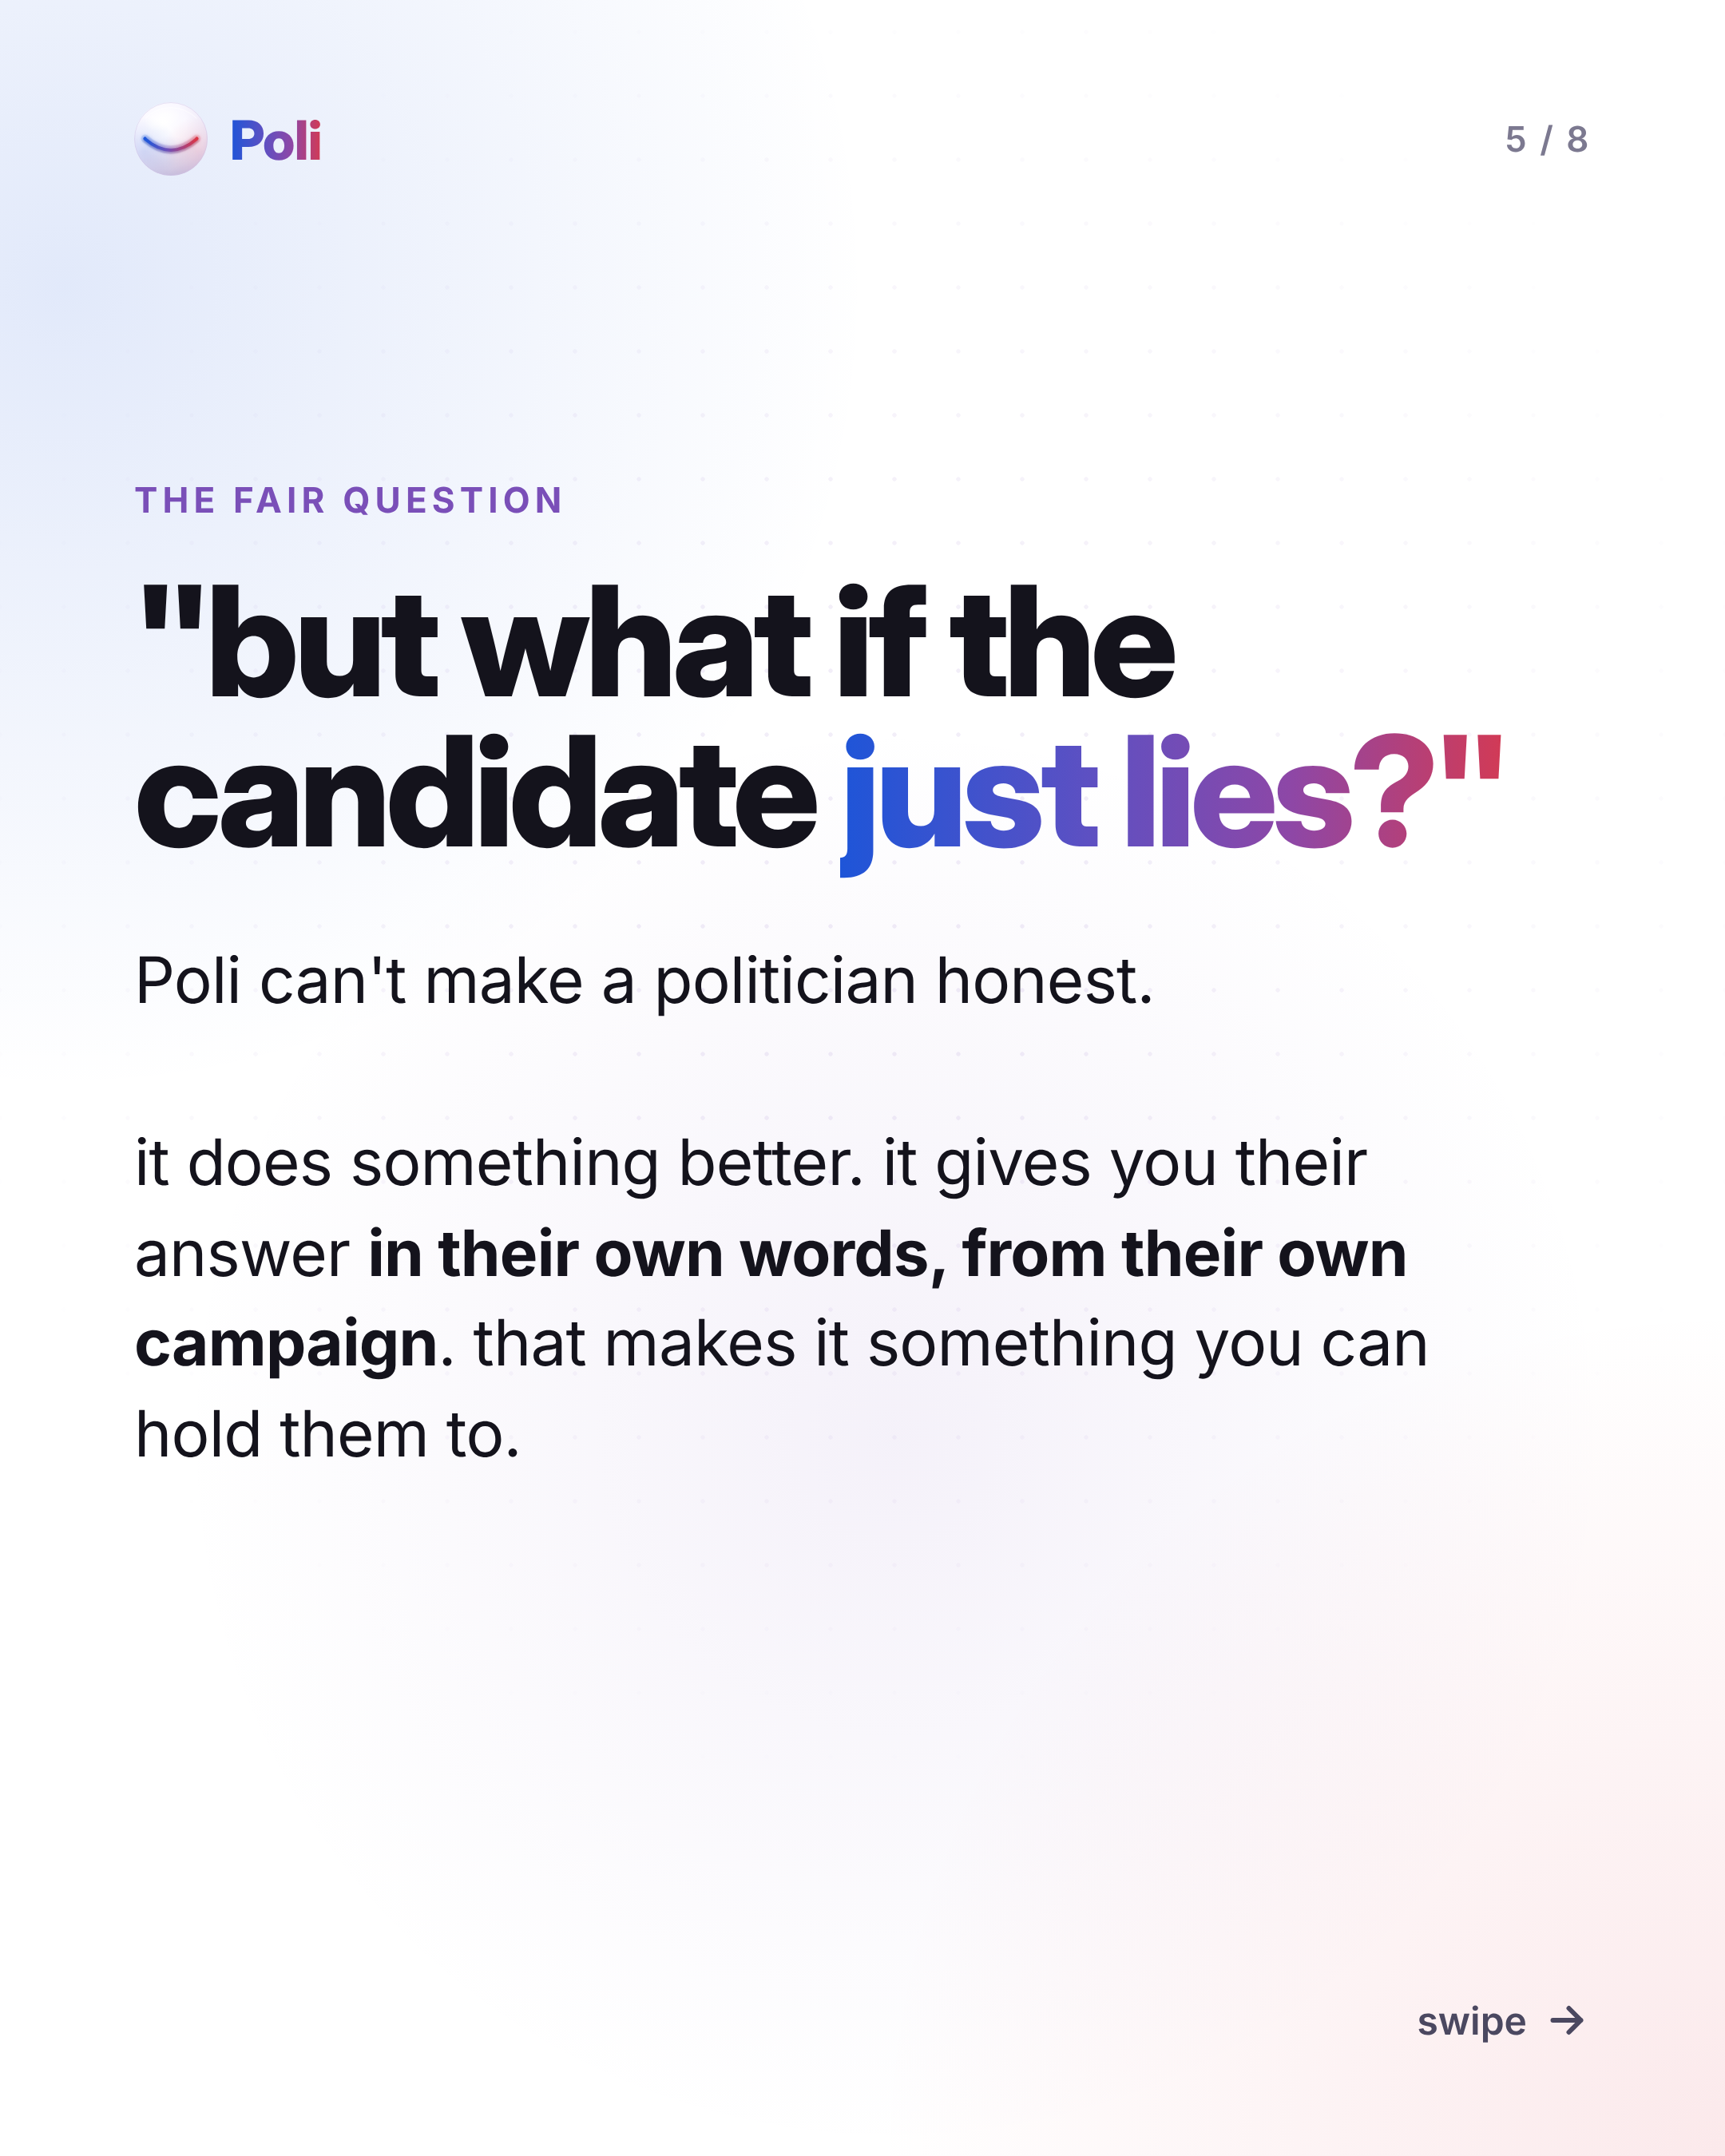 Poli
5 / 8
THE FAIR QUESTION
"but what if the
candidate just lies?"
Poli can't make a politician honest.
it does something better. it gives you their
answer in their own words, from their own
campaign. that makes it something you can
hold them to.
swipe →